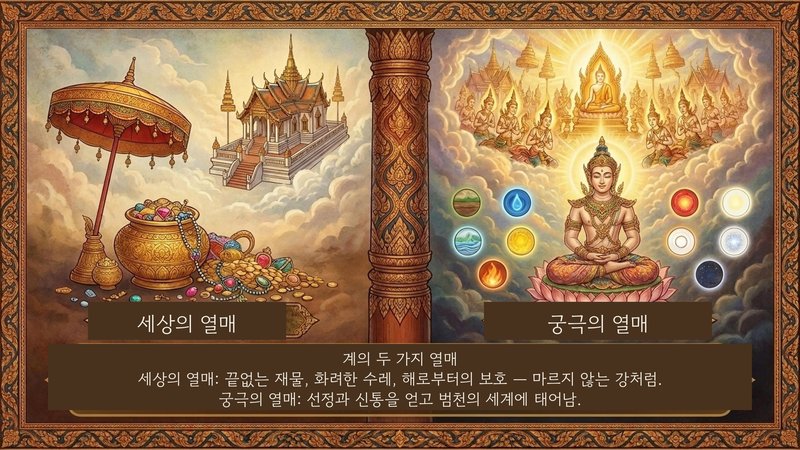 세상의 열매
궁극의 열매
계의 두 가지 열매
세상의 열매: 끝없는 재물, 화려한 수레, 해로부터의 보호 — 마르지 않는 강처럼.
궁극의 열매: 선정과 신통을 얻고 범천의 세계에 태어남.